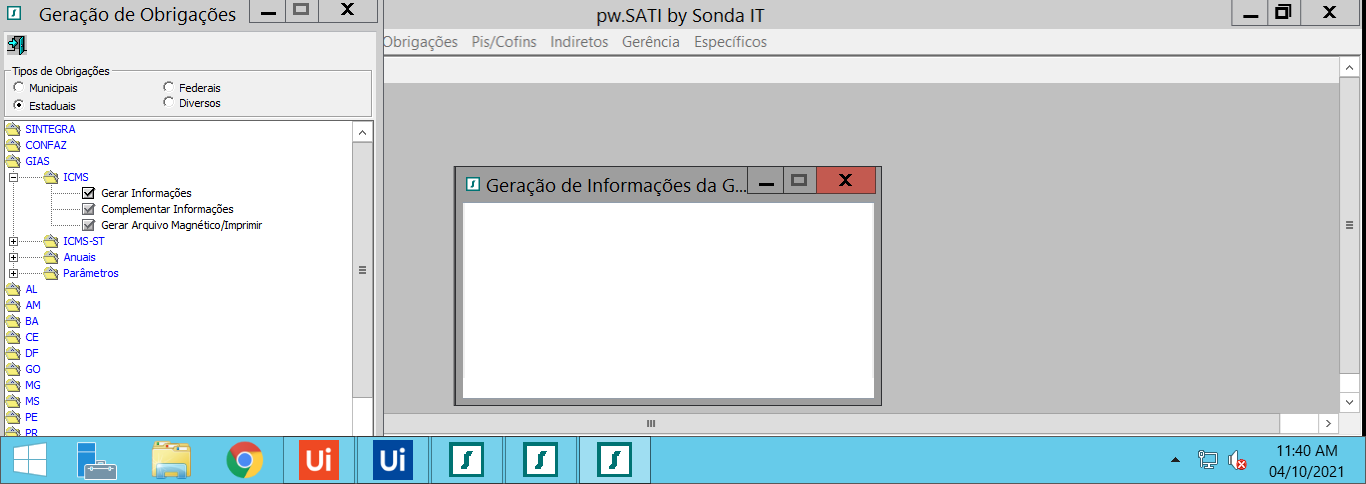 Geração de Obrigações
pw.SATI by Sonda IT
Obrigações Pis/Cofins Indiretos Gerência Específicos
Tipos de Obrigações
Municipais
Federais
Estaduais
Diversos
SINTEGRA
CONFAZ
GIAS
ICMS
Gerar Informações
Complementar Informações
Gerar Arquivo Magnético/Imprimir
ICMS-ST
Anuais
Parâmetros
AL
AM
BA
CE
DF
GO
MG
MS
PE
PR
Geração de Informações da G...
Ui
Ui
11:40 AM
04/10/2021